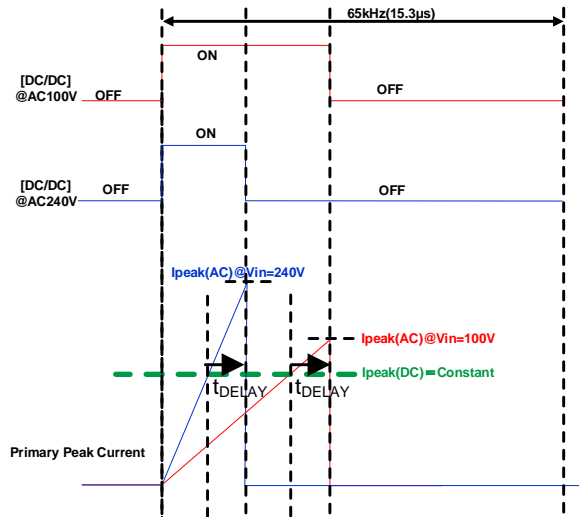 65kHz(15.3μs)
ON
[DC/DC]
@AC100V
OFF
OFF
ON
[DC/DC]
@AC240V
OFF
OFF
Ipeak(AC)@Vin=240V
Ipeak(AC)@Vin=100V
Ipeak(DC)=Constant
tDELAY
tDELAY
Primary Peak Current